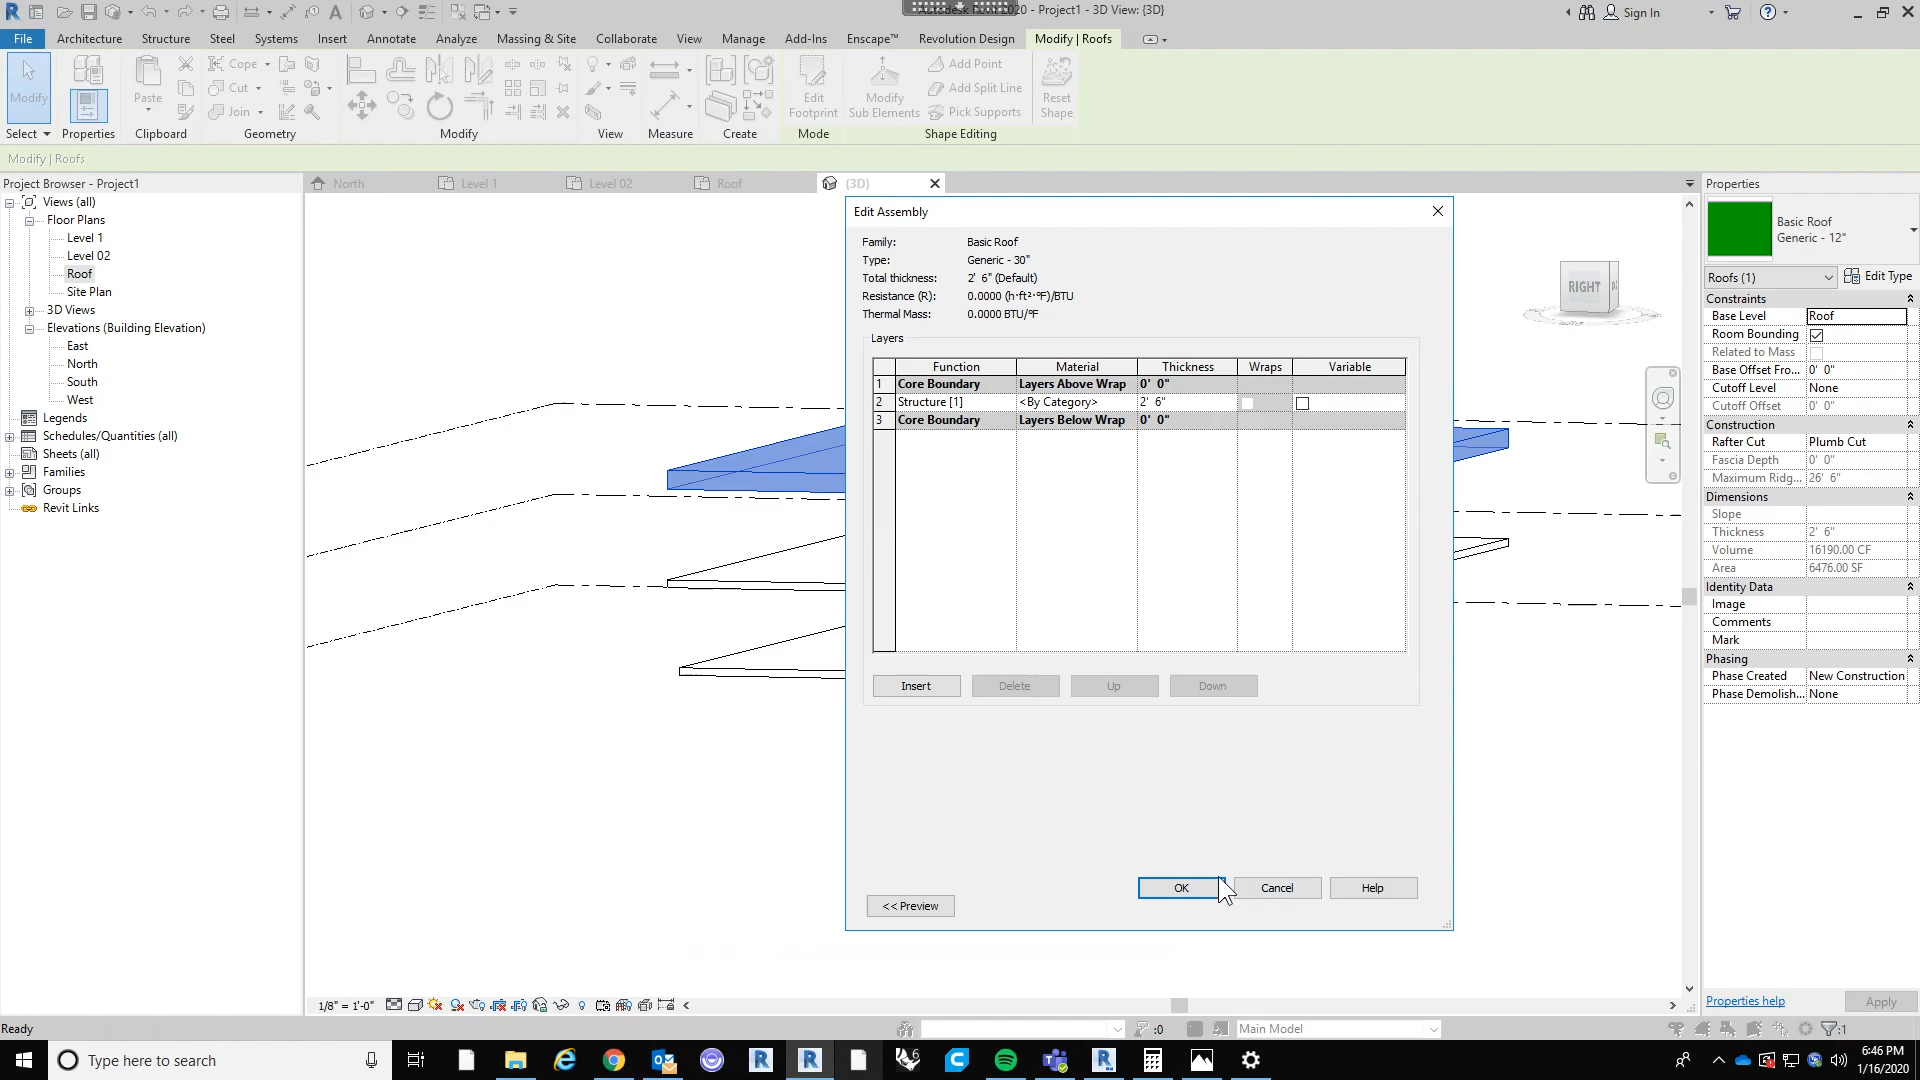 Autodesk Revit 2020 - Project1 - 3D View: {3D}
Sign In
File Architecture Structure Steel Systems Insert Annotate Analyze Massing & Site Collaborate View Manage Add-Ins Enscape™ Revolution Design Modify | Roofs
Modify
Paste
Cope
Cut
Join
Edit
Footprint
Modify
Sub Elements
Add Point
Add Split Line
Pick Supports
Reset
Shape
Select Properties Clipboard Geometry Modify View Measure Create Mode Shape Editing
Modify | Roofs
Project Browser - Project1
Views (all)
Floor Plans
Level 1
Level 02
Roof
Site Plan
3D Views
Elevations (Building Elevation)
East
North
South
West
Legends
Schedules/Quantities (all)
Sheets (all)
Families
Groups
Revit Links
North Level 1 Level 02 Roof {3D}
Edit Assembly
Family: Basic Roof
Type: Generic - 30"
Total thickness: 2' 6" (Default)
Resistance (R): 0.0000 (h·ft²·°F)/BTU
Thermal Mass: 0.0000 BTU/°F
Layers
Function Material Thickness Wraps Variable
1 Core Boundary Layers Above Wrap 0' 0"
2 Structure [1] <By Category> 2' 6"
3 Core Boundary Layers Below Wrap 0' 0"
Insert Delete Up Down
OK Cancel Help
<< Preview
RIGHT
Properties
Basic Roof
Generic - 12"
Roofs (1) Edit Type
Constraints
Base Level Roof
Room Bounding
Related to Mass
Base Offset Fro... 0' 0"
Cutoff Level None
Cutoff Offset 0' 0"
Construction
Rafter Cut Plumb Cut
Fascia Depth 0' 0"
Maximum Ridg... 26' 6"
Dimensions
Slope
Thickness 2' 6"
Volume 16190.00 CF
Area 6476.00 SF
Identity Data
Image
Comments
Mark
Phasing
Phase Created New Construction
Phase Demolish... None
Properties help Apply
1/8" = 1'-0"
Ready
:0
Main Model
:1
Type here to search
6:46 PM
1/16/2020